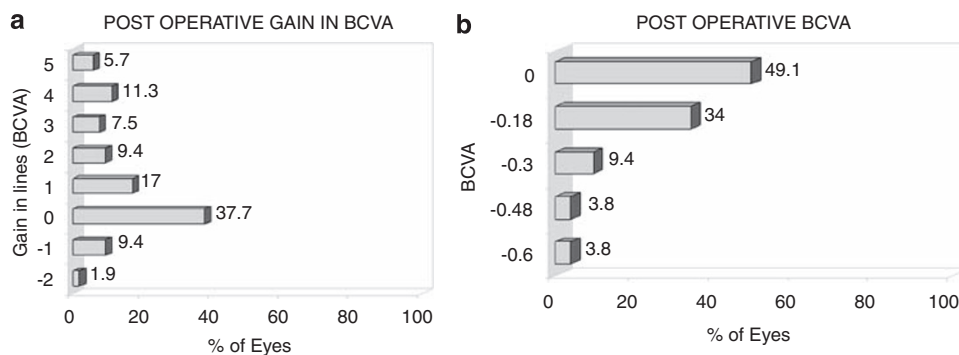 a POST OPERATIVE GAIN IN BCVA
Gain in lines (BCVA)
5 5.7
4 11.3
3 7.5
2 9.4
1 17
0 37.7
-1 9.4
-2 1.9
0 20 40 60 80 100
% of Eyes
b POST OPERATIVE BCVA
BCVA
0 49.1
-0.18 34
-0.3 9.4
-0.48 3.8
-0.6 3.8
0 20 40 60 80 100
% of Eyes